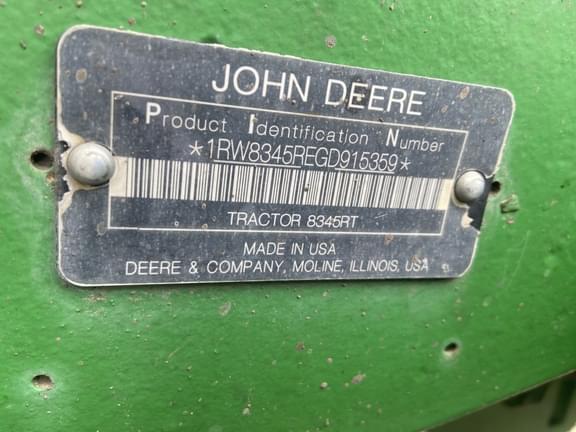 JOHN DEERE
Product Identification Number
*1RW8345REGD915359*
TRACTOR 8345RT
MADE IN USA
DEERE & COMPANY, MOLINE, ILLINOIS, USA